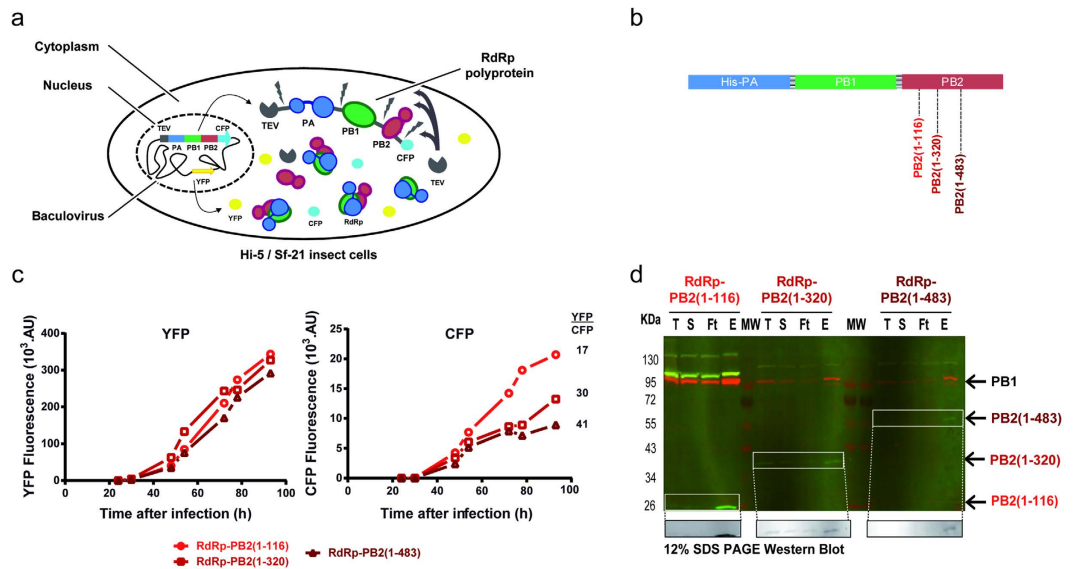 a
Cytoplasm
Nucleus
RdRp
polyprotein
TEV
CFP
PA PB1 PB2
YFP
TEV
PA
PB1
PB2
CFP
TEV
YFP
CFP
RdRp
Baculovirus
Hi-5 / Sf-21 insect cells
b
His-PA PB1 PB2
PB2(1-116)
PB2(1-320)
PB2(1-483)
c
YFP
YFP Fluorescence (10³.AU)
400
300
200
100
0
0 20 40 60 80 100
Time after infection (h)
CFP
CFP Fluorescence (10³.AU)
25
20
15
10
5
0
0 20 40 60 80 100
Time after infection (h)
YFP
CFP
17
30
41
RdRp-PB2(1-116)
RdRp-PB2(1-320)
RdRp-PB2(1-483)
d
RdRp-
PB2(1-116)
RdRp-
PB2(1-320)
RdRp-
PB2(1-483)
KDa T S Ft E MW T S Ft E MW T S Ft E
130
95
72
55
43
34
26
PB1
PB2(1-483)
PB2(1-320)
PB2(1-116)
12% SDS PAGE Western Blot